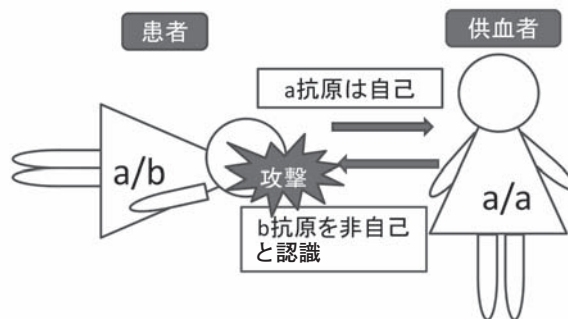 患者
供血者
a抗原は自己
a/b
攻撃
a/a
b抗原を非自己
と認識